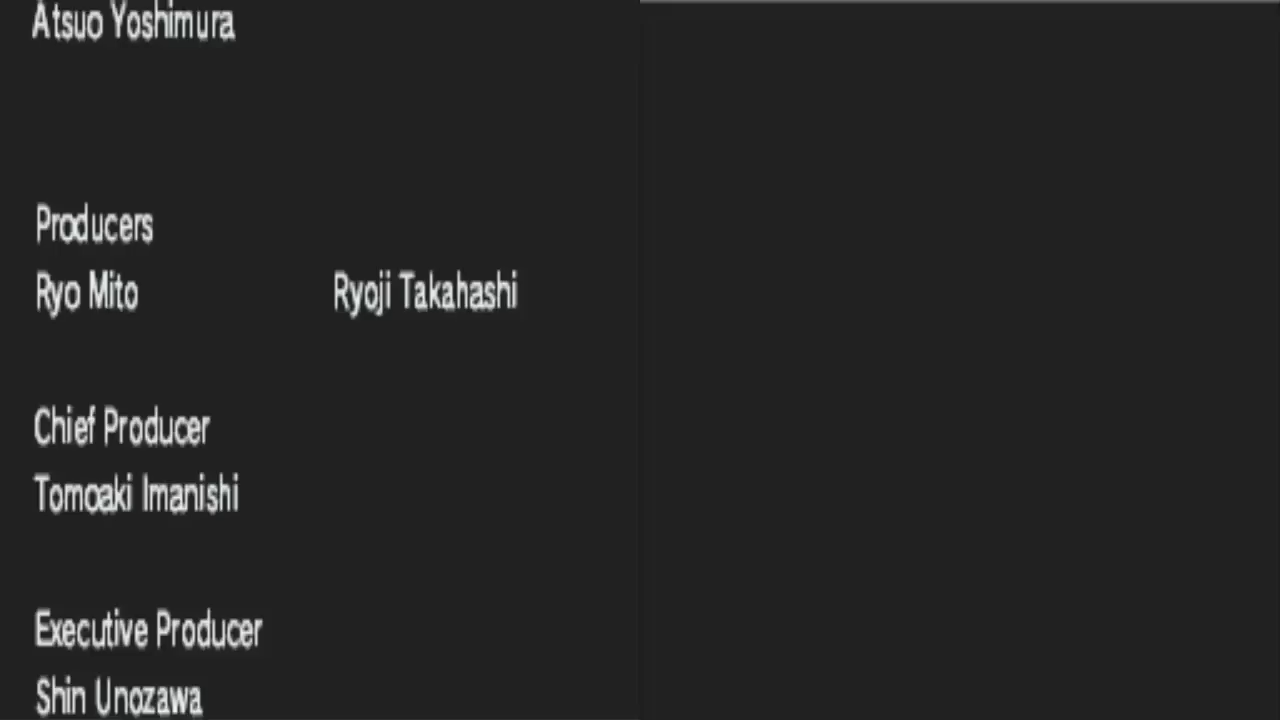 Atsuo Yoshimura
Producers
Ryo Mito Ryoji Takahashi
Chief Producer
Tomoaki Imanishi
Executive Producer
Shin Unozawa